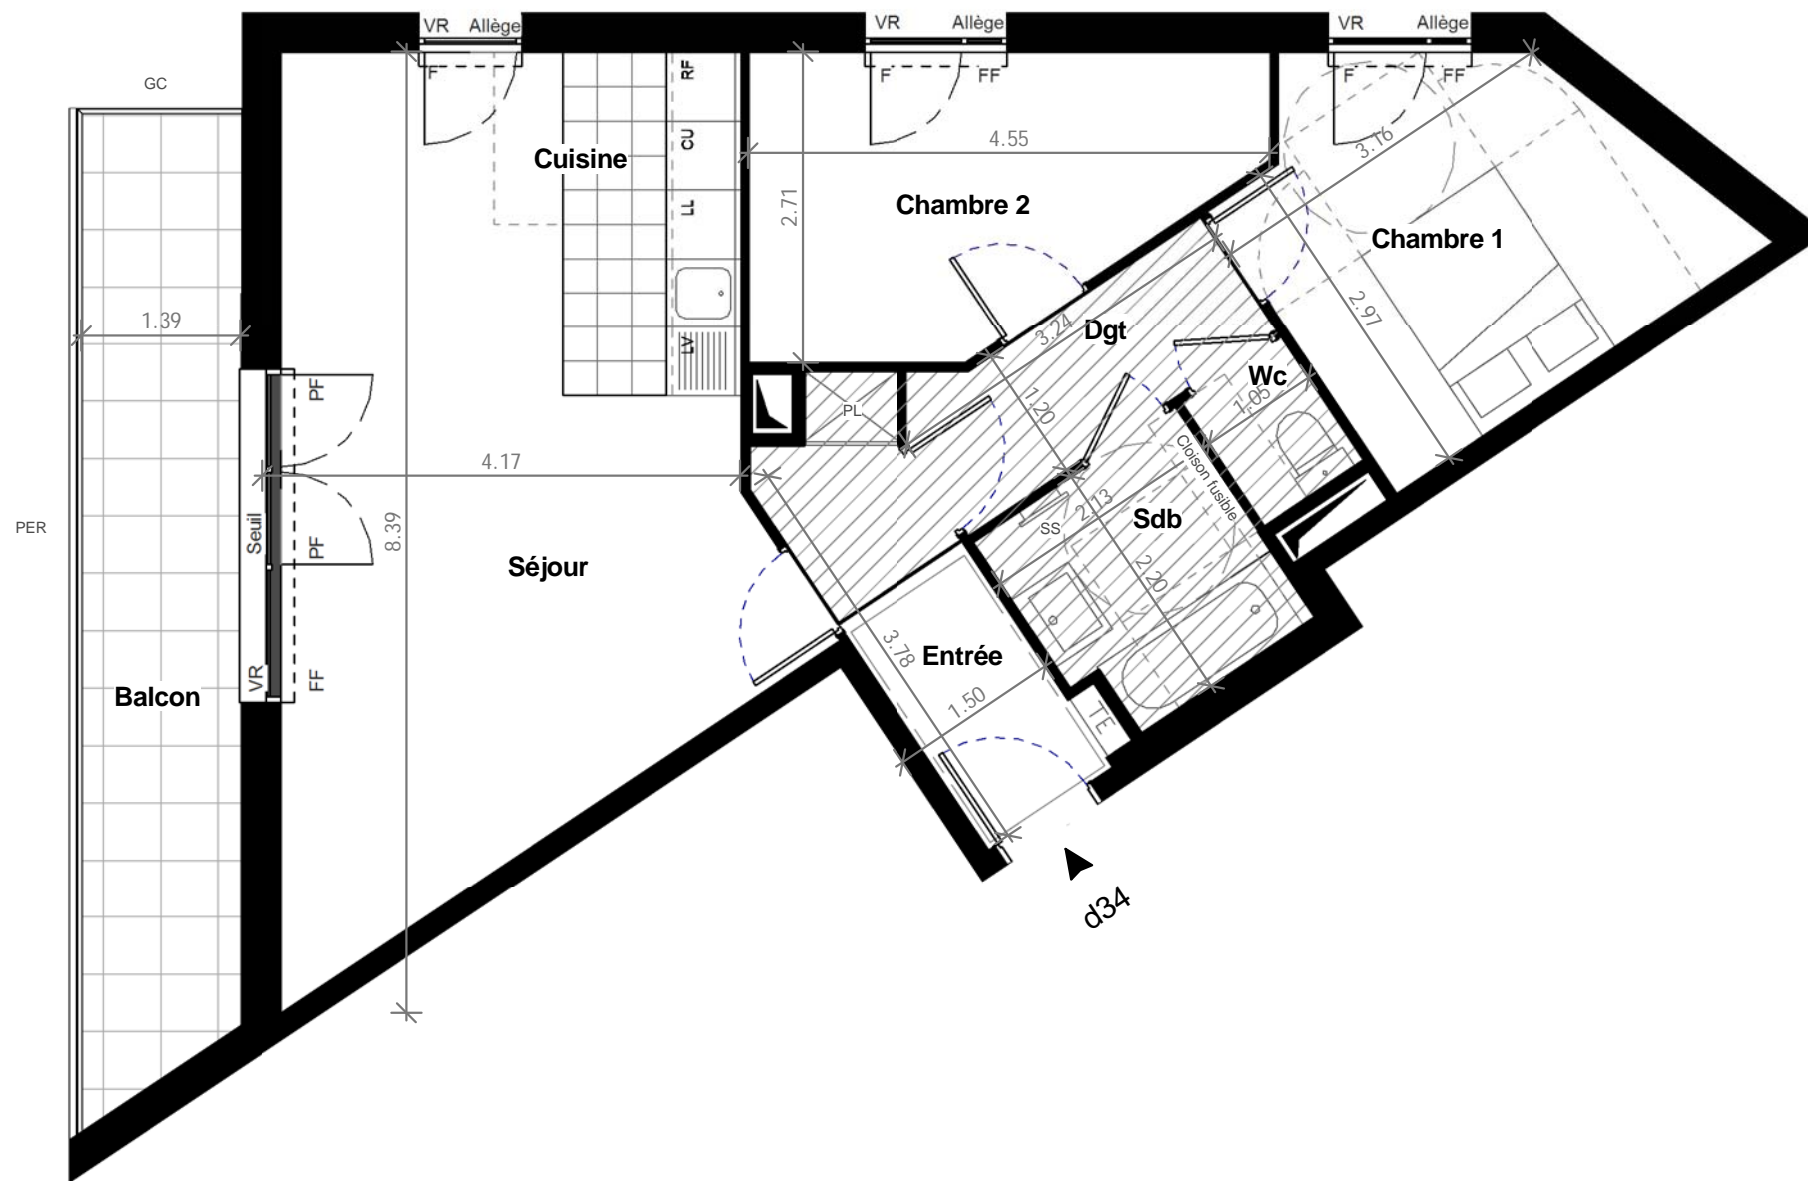 VR Allège
VR Allège
VR Allège
F
F FF
F FF
GC
RF
CU
LL
LV
Cuisine
4.55
3.16
2.71
Chambre 2
Chambre 1
1.39
3.24
Dgt
2.97
PF
Wc
PL
1.20
1.05
4.17
Cloison fusible
PER
Seuil
8.39
PF
2.13
SS
Sdb
Séjour
2.20
VR
FF
Balcon
3.78
Entrée
1.50
TE
d34